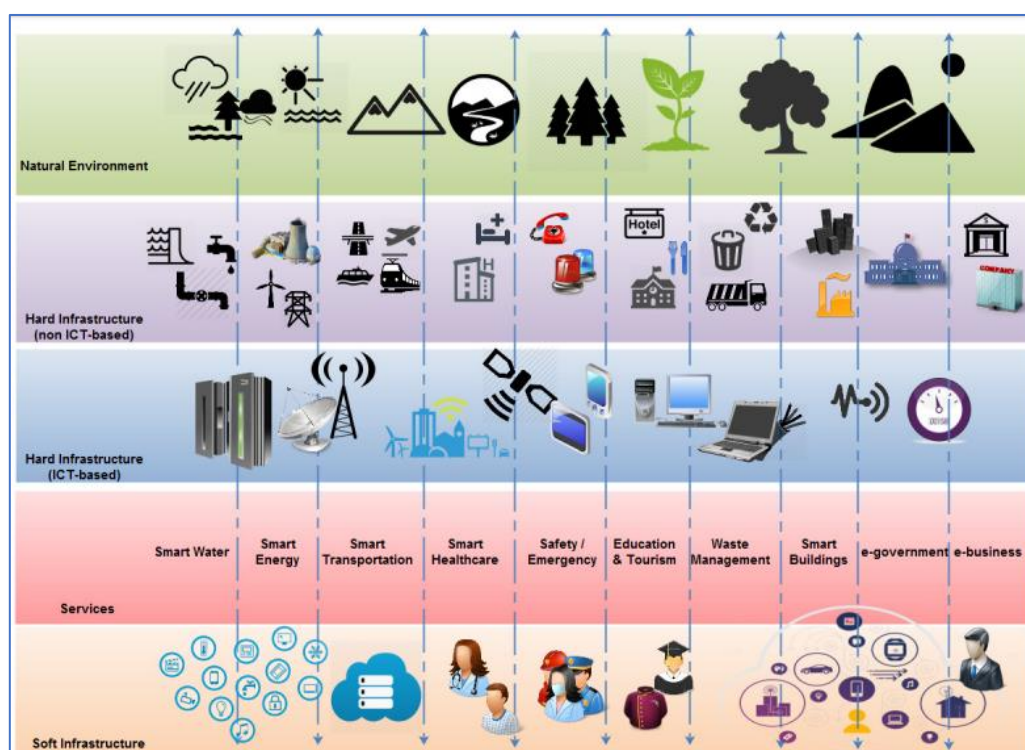 Natural Environment
Hotel
H
$
COMPANY
Hard Infrastructure
(non ICT-based)
Hard Infrastructure
(ICT-based)
Smart Water
Smart
Energy
Smart
Transportation
Smart
Healthcare
Safety /
Emergency
Education
& Tourism
Waste
Management
Smart
Buildings
e-government
e-business
Services
Soft Infrastructure